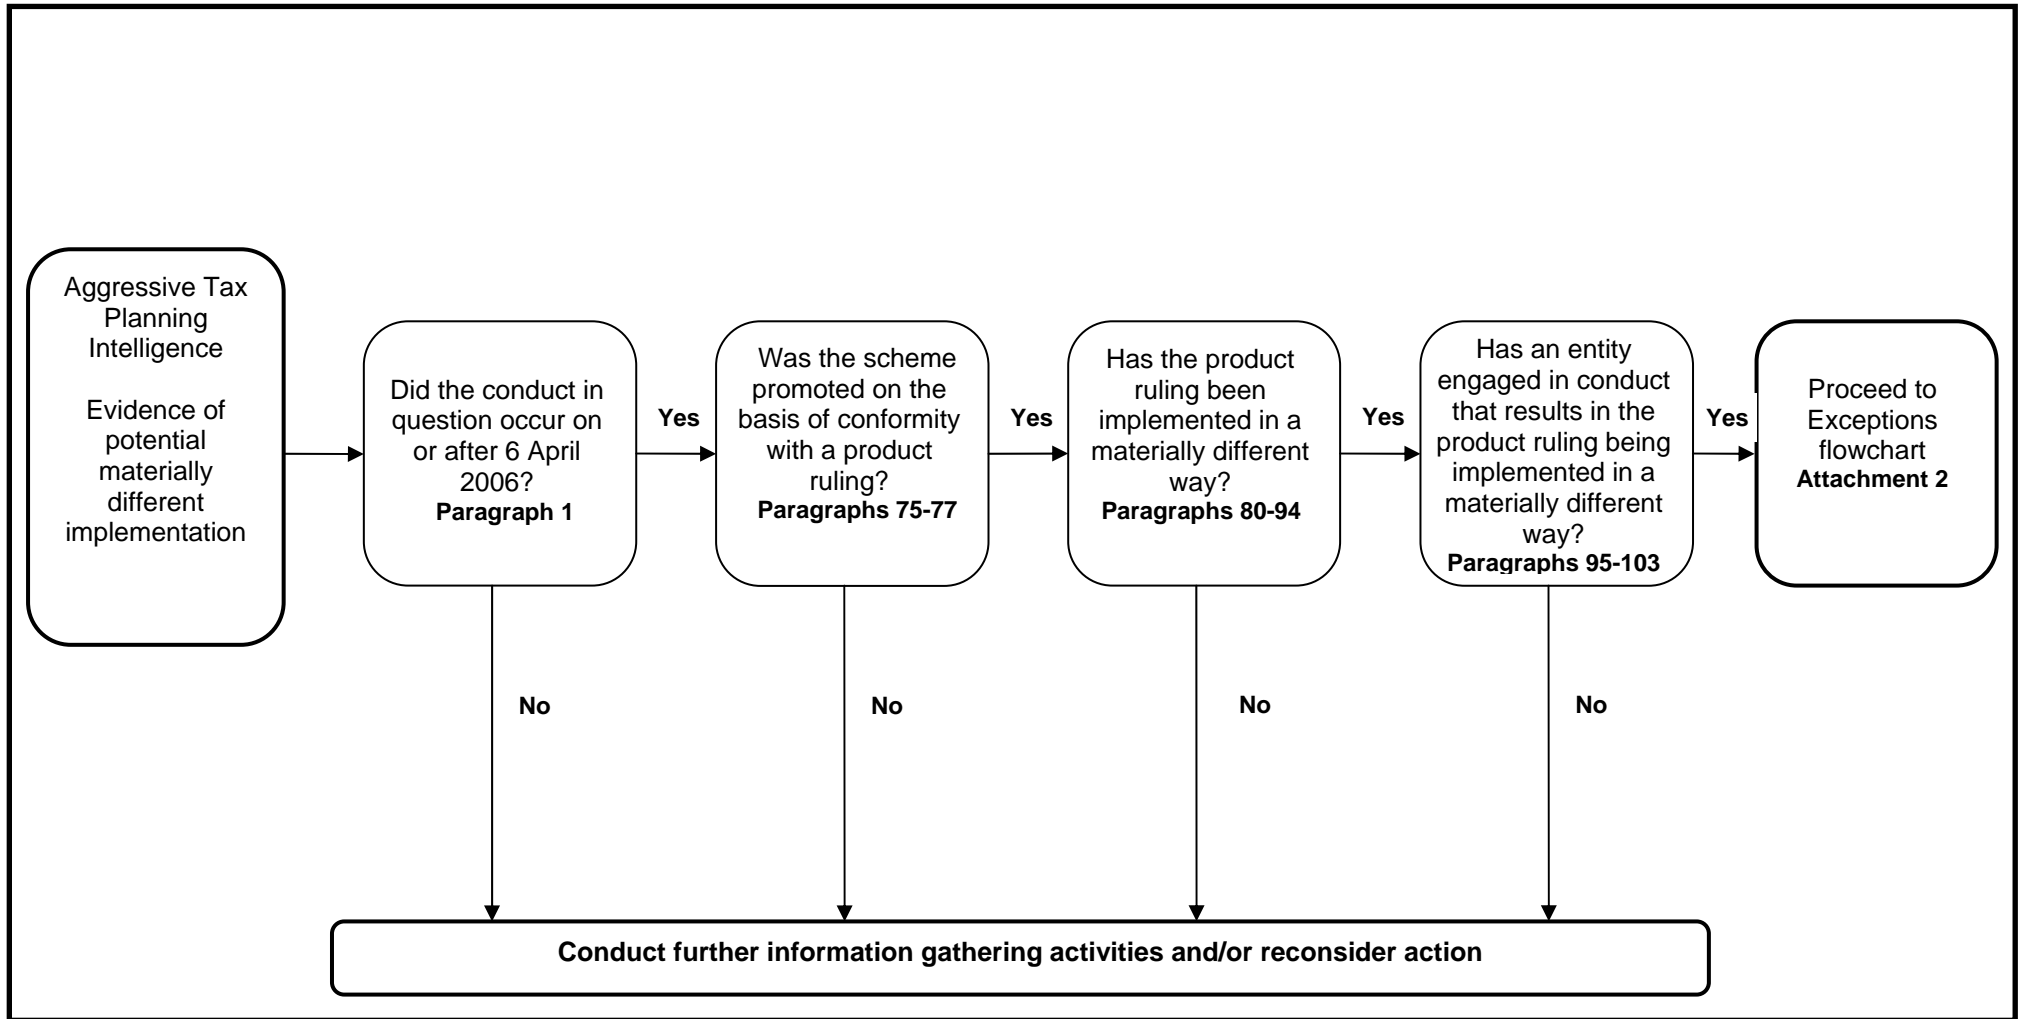 Aggressive Tax
Planning
Intelligence
Evidence of
potential
materially
different
implementation
Did the conduct in
question occur on
or after 6 April
2006?
Paragraph 1
Yes
Was the scheme
promoted on the
basis of conformity
with a product
ruling?
Paragraphs 75-77
Yes
Has the product
ruling been
implemented in a
materially different
way?
Paragraphs 80-94
Yes
Has an entity
engaged in conduct
that results in the
product ruling being
implemented in a
materially different
way?
Paragraphs 95-103
Yes
Proceed to
Exceptions
flowchart
Attachment 2
No
No
No
No
Conduct further information gathering activities and/or reconsider action